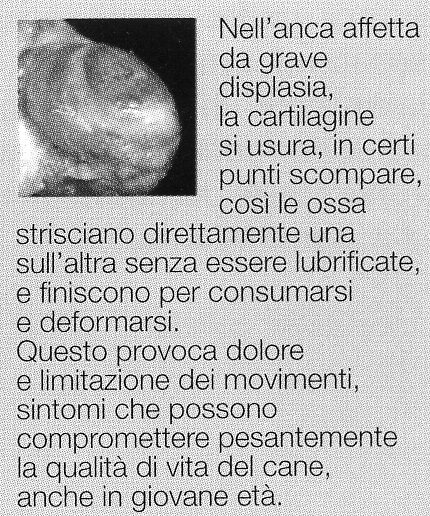 Nell'anca affetta
da grave
displasia,
la cartilagine
si usura, in certi
punti scompare,
così le ossa
strisciano direttamente una
sull'altra senza essere lubrificate,
e finiscono per consumarsi
e deformarsi.
Questo provoca dolore
e limitazione dei movimenti,
sintomi che possono
compromettere pesantemente
la qualità di vita del cane,
anche in giovane età.